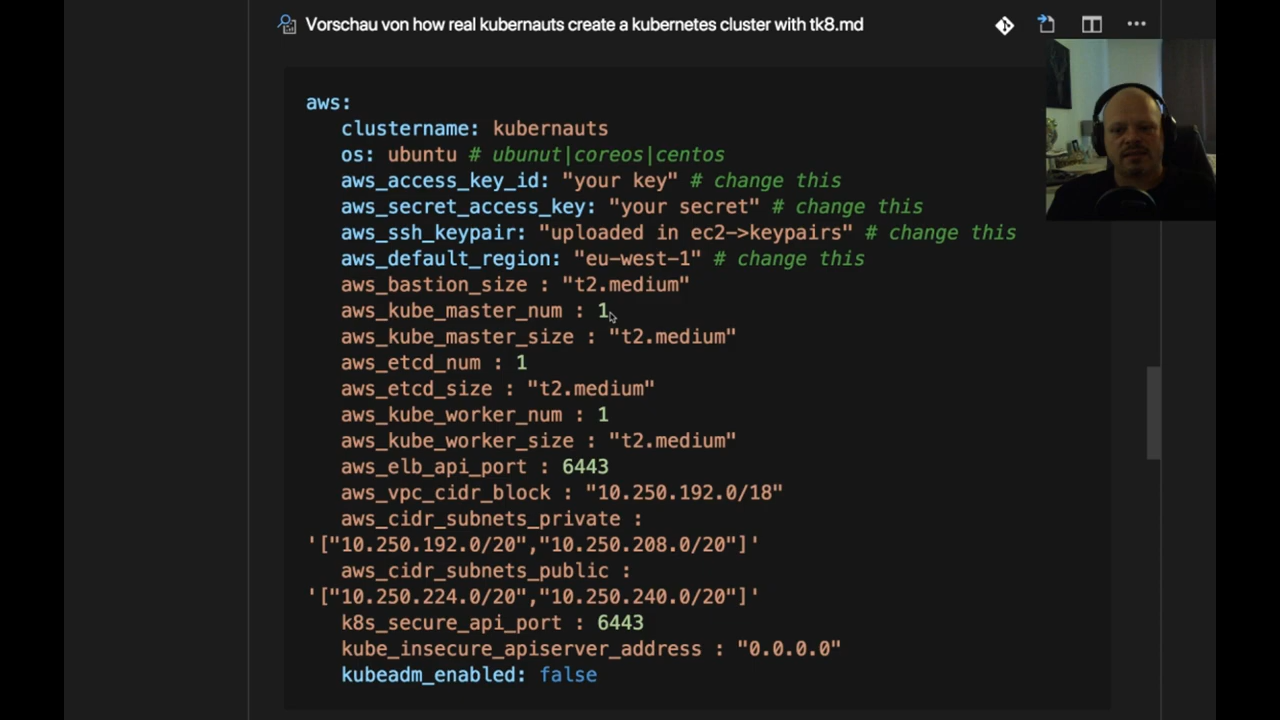 Vorschau von how real kubernauts create a kubernetes cluster with tk8.md
aws:
clustername: kubernauts
os: ubuntu # ubunut|coreos|centos
aws_access_key_id: "your key" # change this
aws_secret_access_key: "your secret" # change this
aws_ssh_keypair: "uploaded in ec2->keypairs" # change this
aws_default_region: "eu-west-1" # change this
aws_bastion_size : "t2.medium"
aws_kube_master_num : 1
aws_kube_master_size : "t2.medium"
aws_etcd_num : 1
aws_etcd_size : "t2.medium"
aws_kube_worker_num : 1
aws_kube_worker_size : "t2.medium"
aws_elb_api_port : 6443
aws_vpc_cidr_block : "10.250.192.0/18"
aws_cidr_subnets_private :
'["10.250.192.0/20","10.250.208.0/20"]'
aws_cidr_subnets_public :
'["10.250.224.0/20","10.250.240.0/20"]'
k8s_secure_api_port : 6443
kube_insecure_apiserver_address : "0.0.0.0"
kubeadm_enabled: false